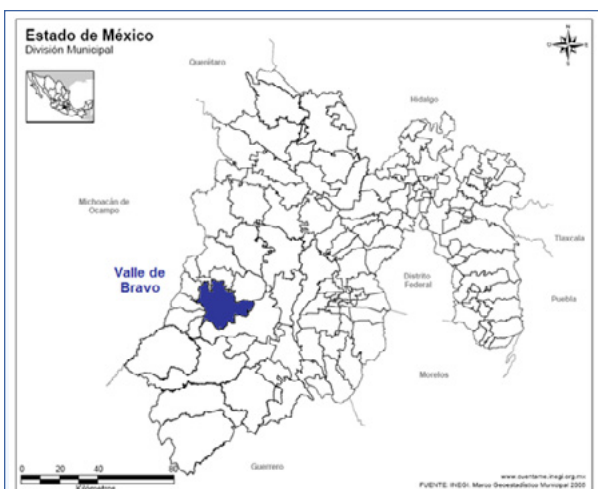 Estado de México
División Municipal
N
O
E
S
Querétaro
Hidalgo
Michoacán de
Ocampo
Tlaxcala
Valle de
Bravo
Distrito
Federal
Puebla
Morelos
Guerrero
0 20 40 60 80
Kilómetros
www.cuentame.inegi.org.mx
FUENTE: INEGI. Marco Geoestadístico Municipal 2005